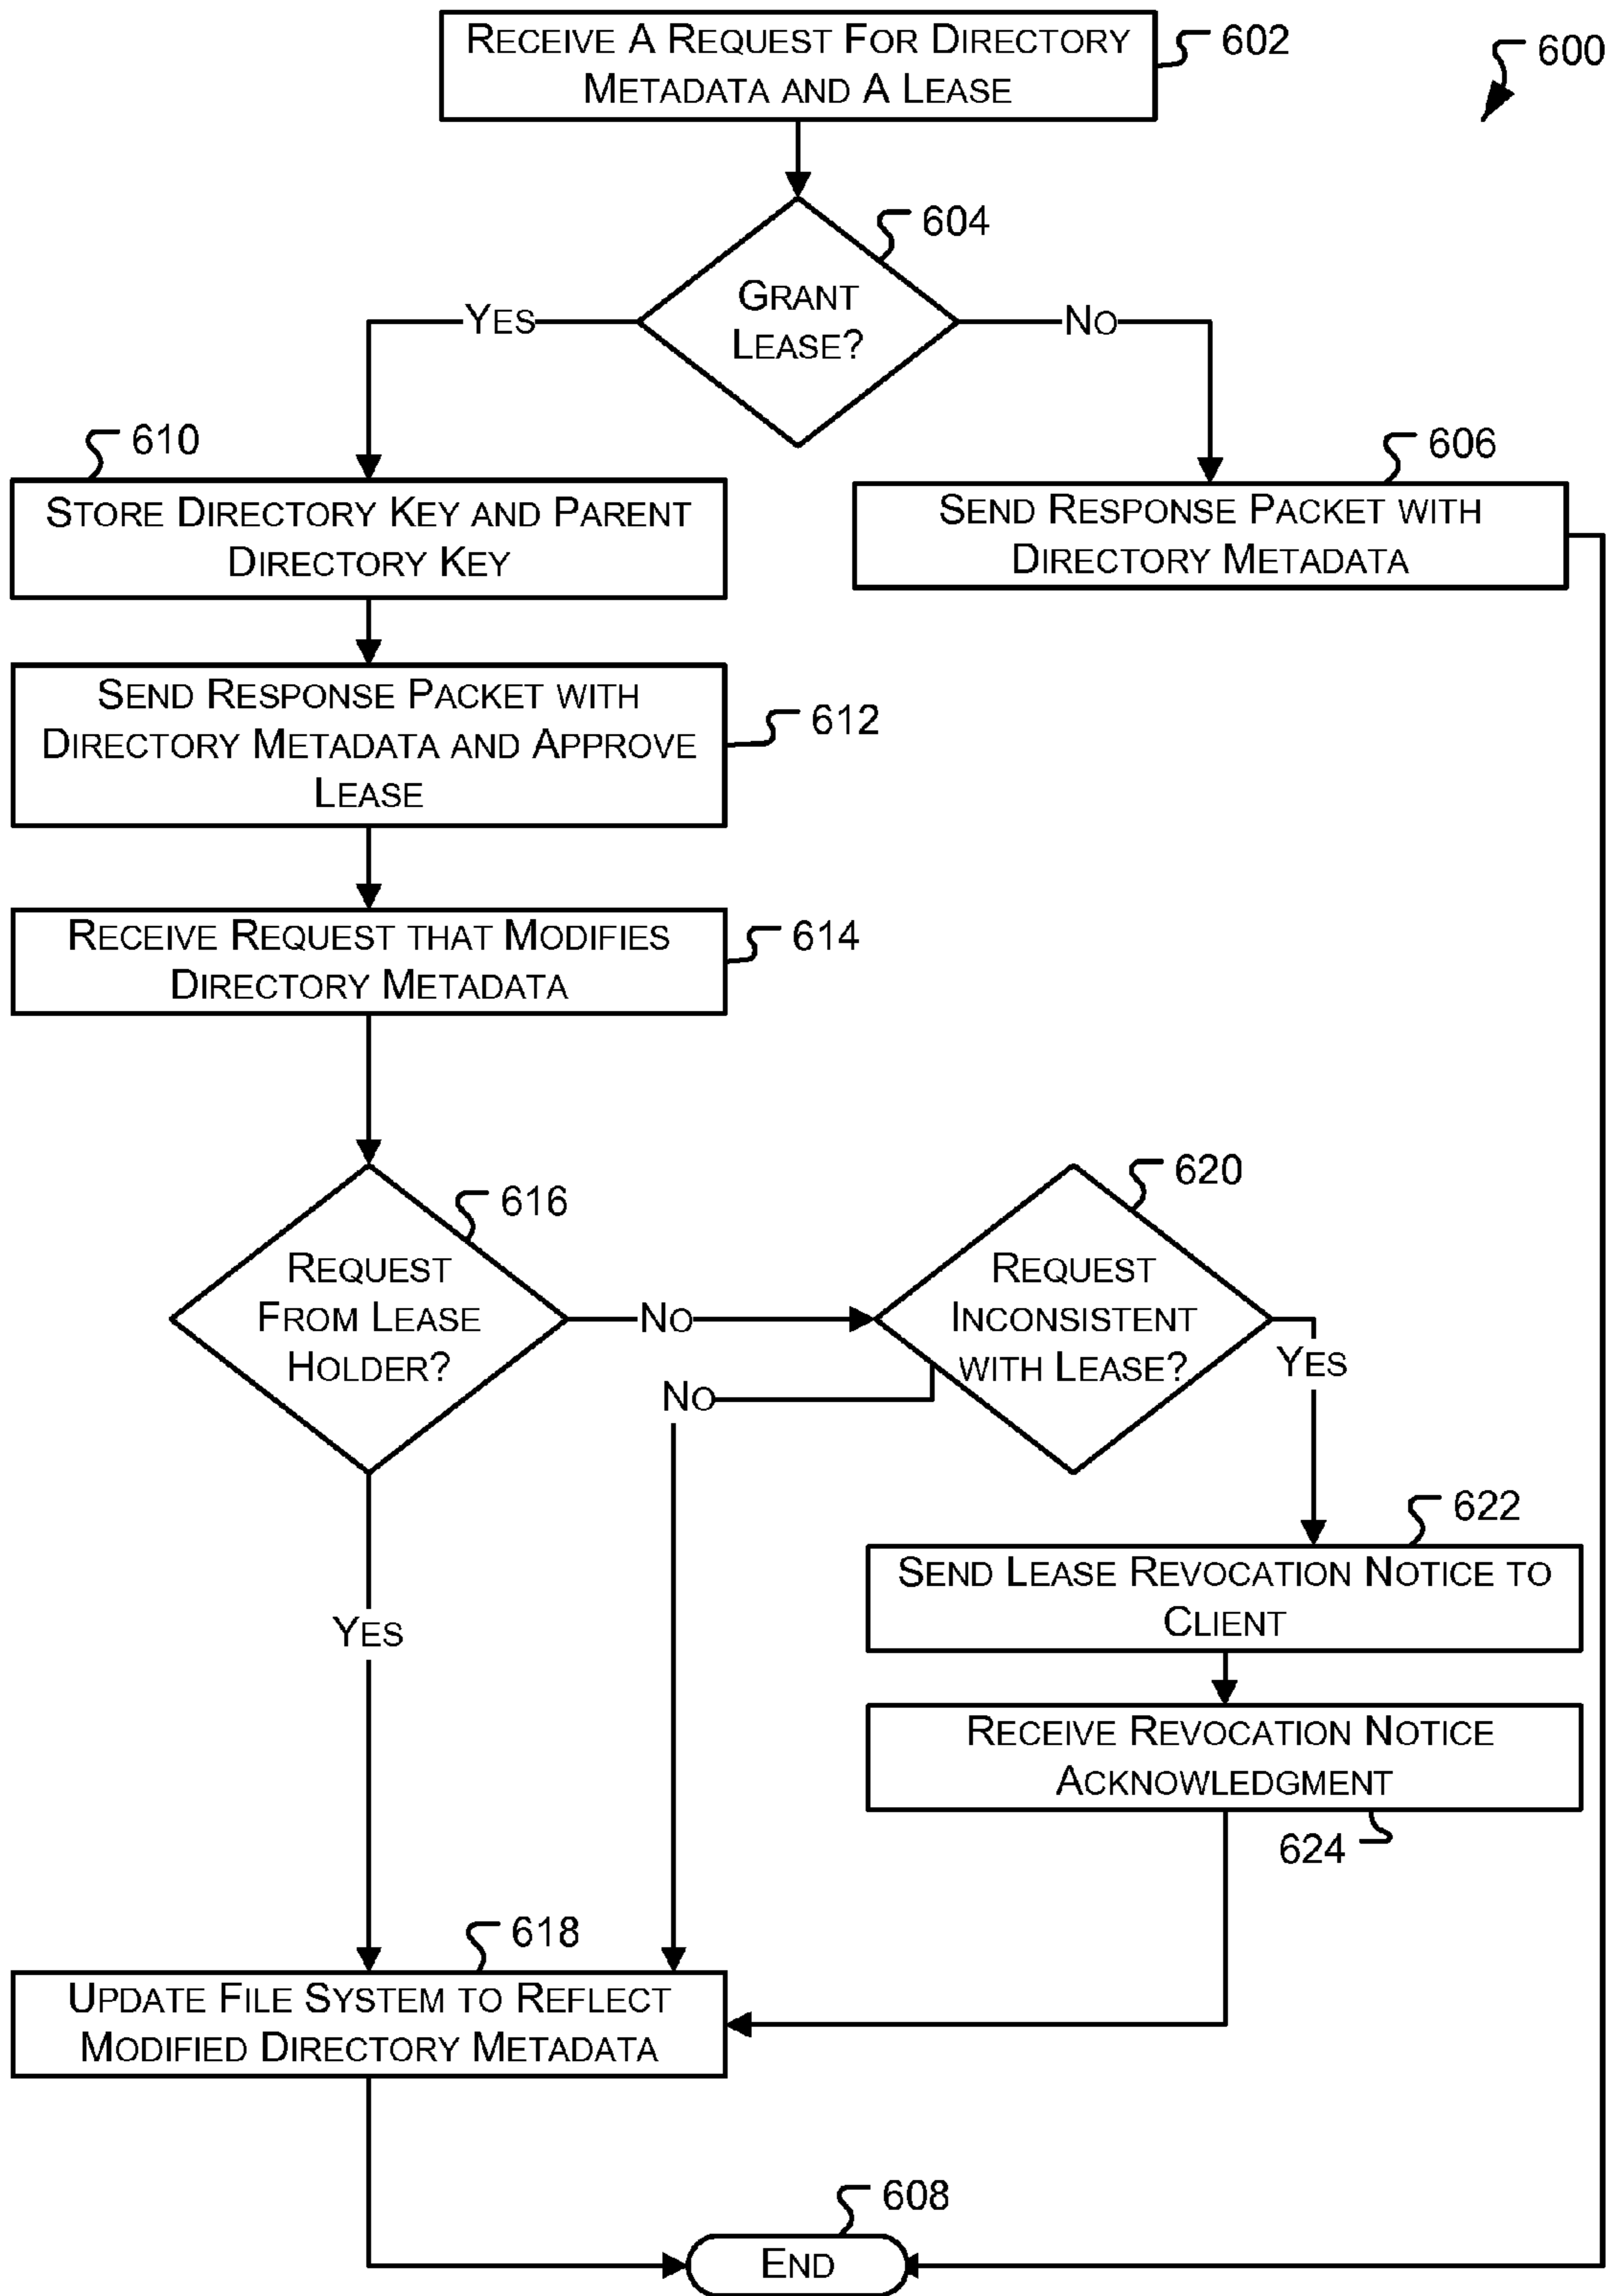 RECEIVE A REQUEST FOR DIRECTORY
METADATA AND A LEASE
602
600
604
GRANT
LEASE?
YES
NO
610
STORE DIRECTORY KEY AND PARENT
DIRECTORY KEY
606
SEND RESPONSE PACKET WITH
DIRECTORY METADATA
SEND RESPONSE PACKET WITH
DIRECTORY METADATA AND APPROVE
LEASE
612
RECEIVE REQUEST THAT MODIFIES
DIRECTORY METADATA
614
616
REQUEST
FROM LEASE
HOLDER?
NO
620
REQUEST
INCONSISTENT
WITH LEASE?
YES
NO
622
SEND LEASE REVOCATION NOTICE TO
CLIENT
YES
RECEIVE REVOCATION NOTICE
ACKNOWLEDGMENT
624
618
UPDATE FILE SYSTEM TO REFLECT
MODIFIED DIRECTORY METADATA
608
END